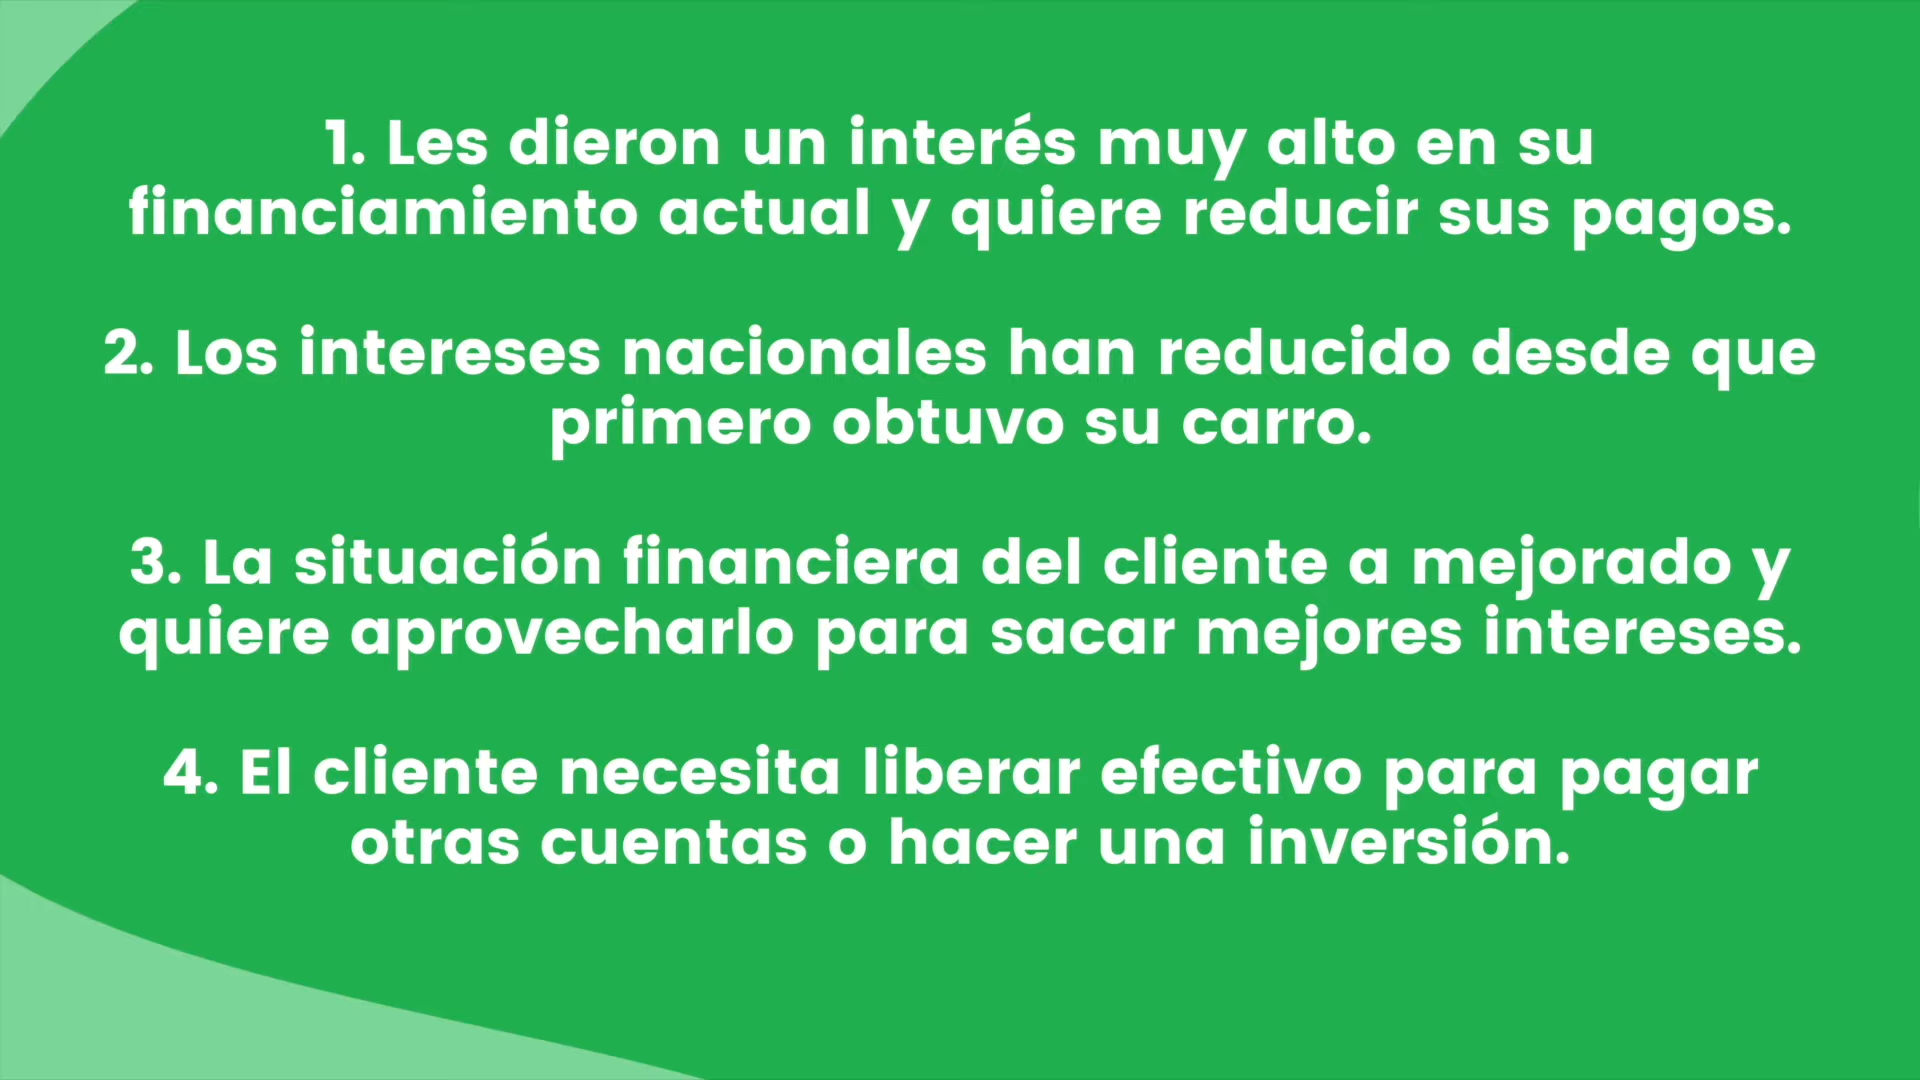 1. Les dieron un interés muy alto en su
financiamiento actual y quiere reducir sus pagos.
2. Los intereses nacionales han reducido desde que
primero obtuvo su carro.
3. La situación financiera del cliente a mejorado y
quiere aprovecharlo para sacar mejores intereses.
4. El cliente necesita liberar efectivo para pagar
otras cuentas o hacer una inversión.